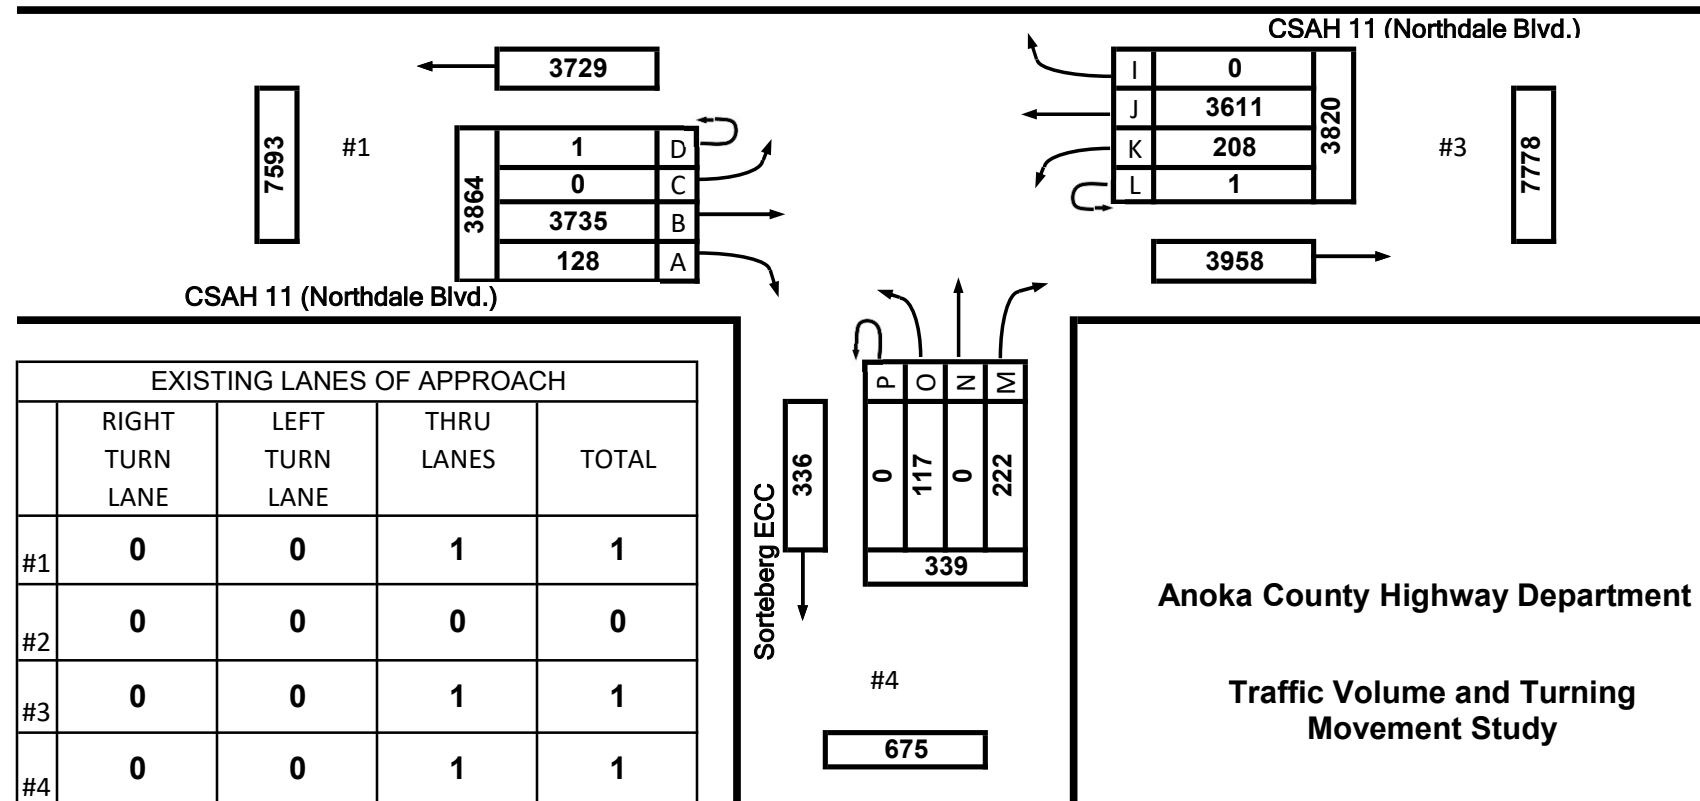 CSAH 11 (Northdale Blvd.)
3729
7593
#1
3864
1 D
0 C
3735 B
128 A
CSAH 11 (Northdale Blvd.)
I 0
J 3611
K 208
L 1
3820
#3
7778
3958
P O N M
0 117 0 222
339
336
Sorteberg ECC
#4
675
EXISTING LANES OF APPROACH
RIGHT TURN LANE
LEFT TURN LANE
THRU LANES
TOTAL
#1 0 0 1 1
#2 0 0 0 0
#3 0 0 1 1
#4 0 0 1 1
Anoka County Highway Department
Traffic Volume and Turning
Movement Study